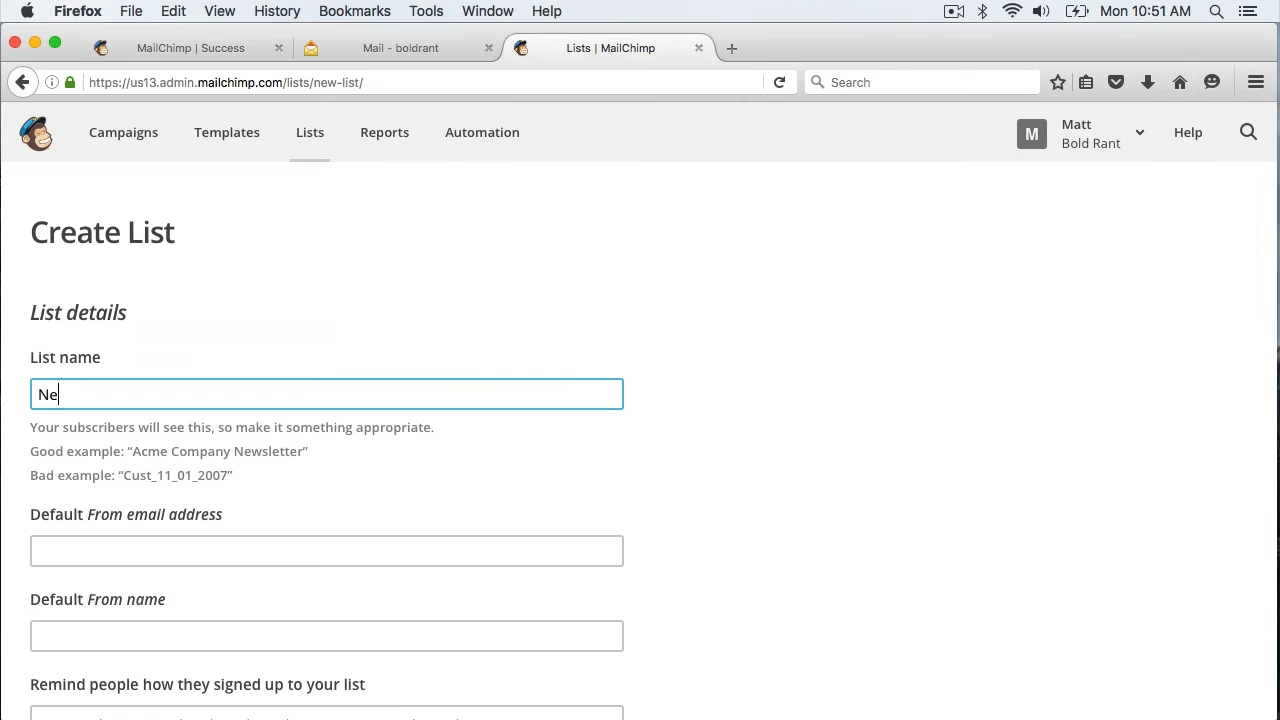 Firefox File Edit View History Bookmarks Tools Window Help Mon 10:51 AM
MailChimp | Success Mail - boldrant Lists | MailChimp
https://us13.admin.mailchimp.com/lists/new-list/ Search
Campaigns Templates Lists Reports Automation M Matt Help
Bold Rant
Create List
List details
List name
Ne
Your subscribers will see this, so make it something appropriate.
Good example: “Acme Company Newsletter”
Bad example: “Cust_11_01_2007”
Default From email address
Default From name
Remind people how they signed up to your list